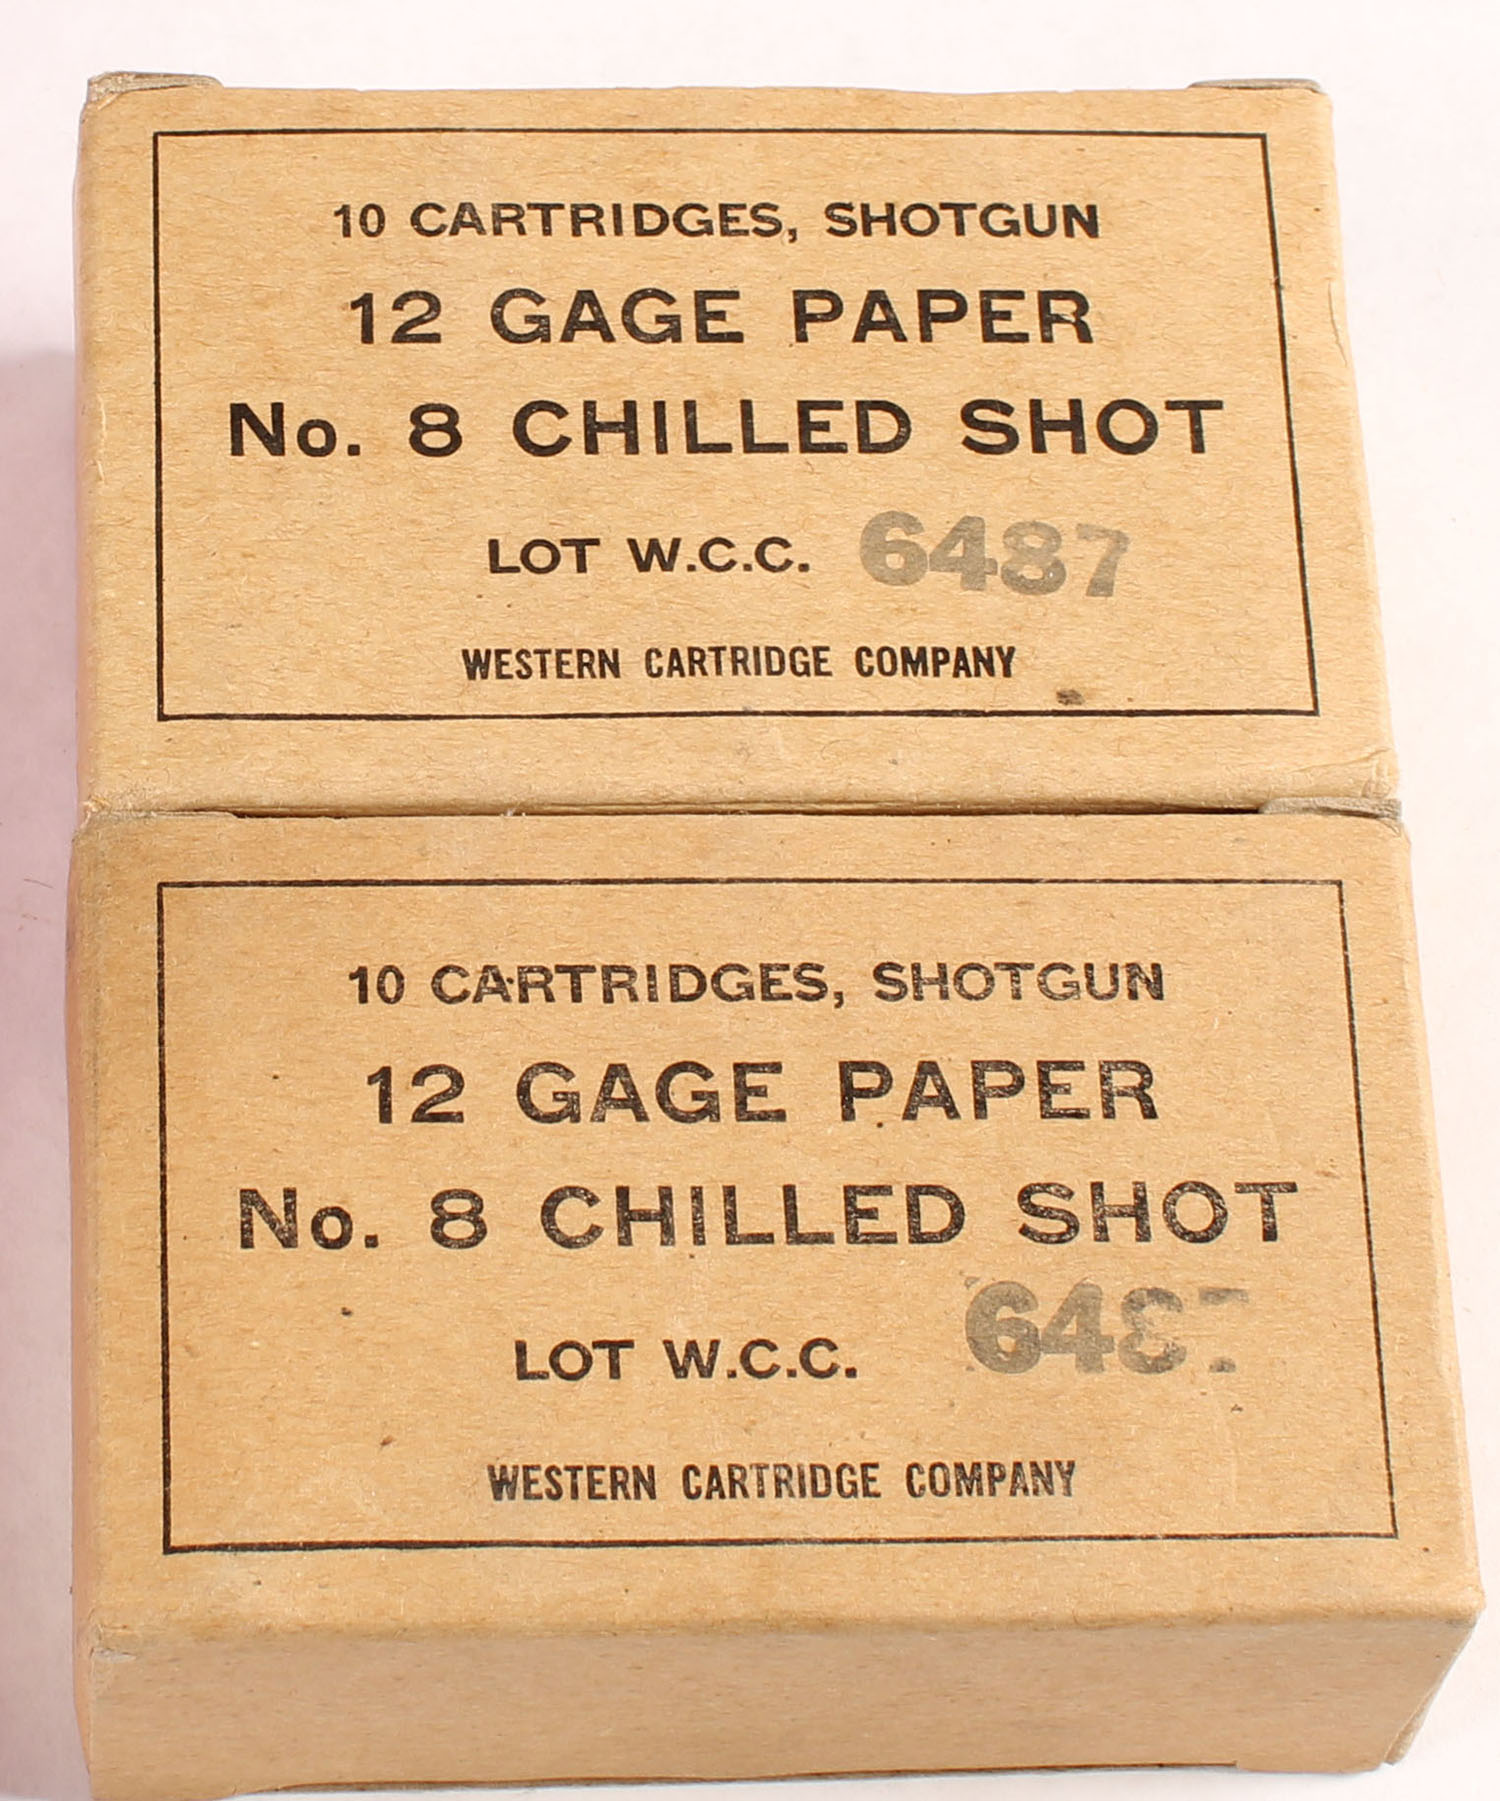 10 CARTRIDGES, SHOTGUN
12 GAGE PAPER
No. 8 CHILLED SHOT
LOT W.C.C. 6487
WESTERN CARTRIDGE COMPANY
10 CARTRIDGES, SHOTGUN
12 GAGE PAPER
No. 8 CHILLED SHOT
LOT W.C.C.
WESTERN CARTRIDGE COMPANY